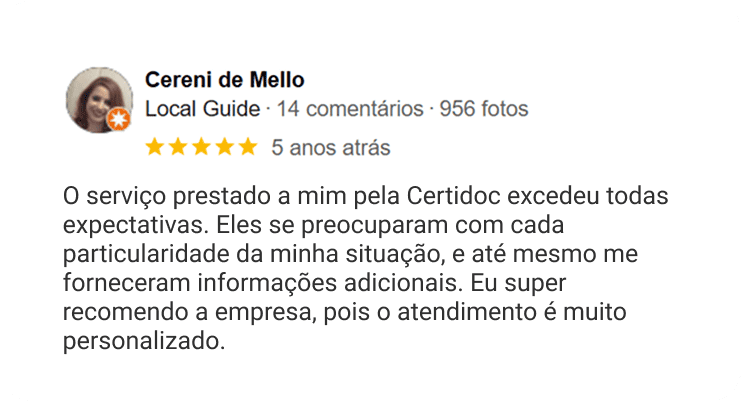 Cereni de Mello
Local Guide · 14 comentários · 956 fotos
5 anos atrás
O serviço prestado a mim pela Certidoc excedeu todas
expectativas. Eles se preocuparam com cada
particularidade da minha situação, e até mesmo me
forneceram informações adicionais. Eu super
recomendo a empresa, pois o atendimento é muito
personalizado.